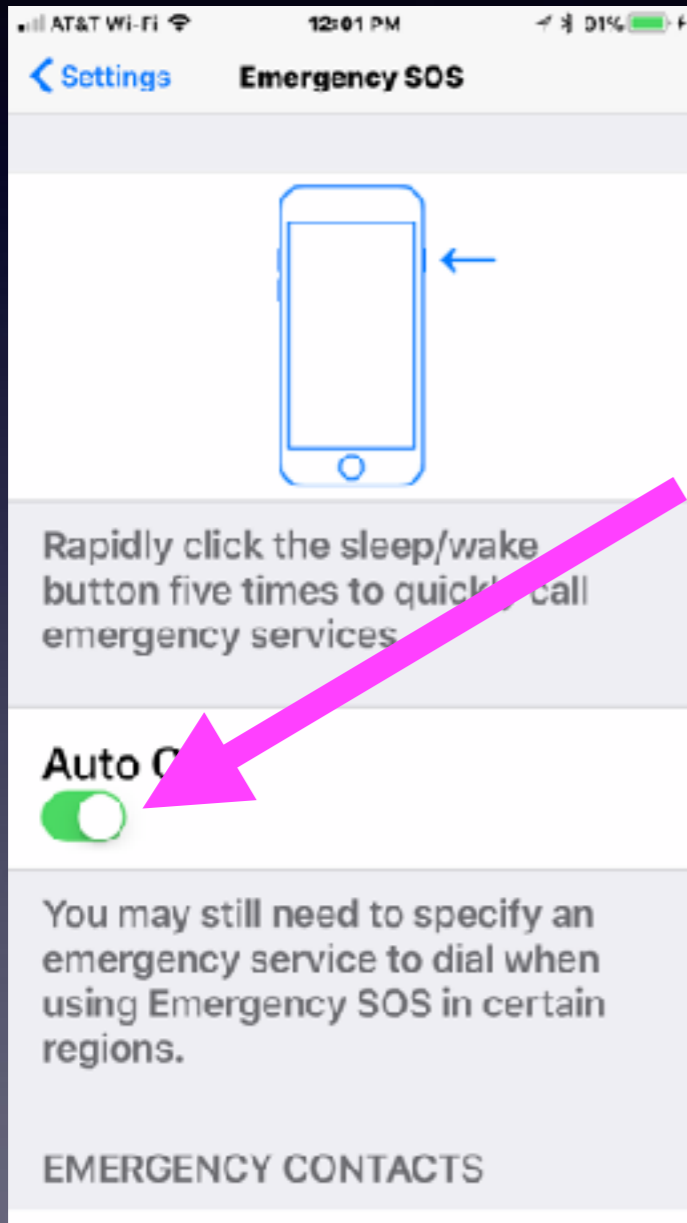 AT&T Wi-Fi 12:01 PM 91%
Settings Emergency SOS
Rapidly click the sleep/wake
button five times to quickly call
emergency services
Auto
You may still need to specify an
emergency service to dial when
using Emergency SOS in certain
regions.
EMERGENCY CONTACTS